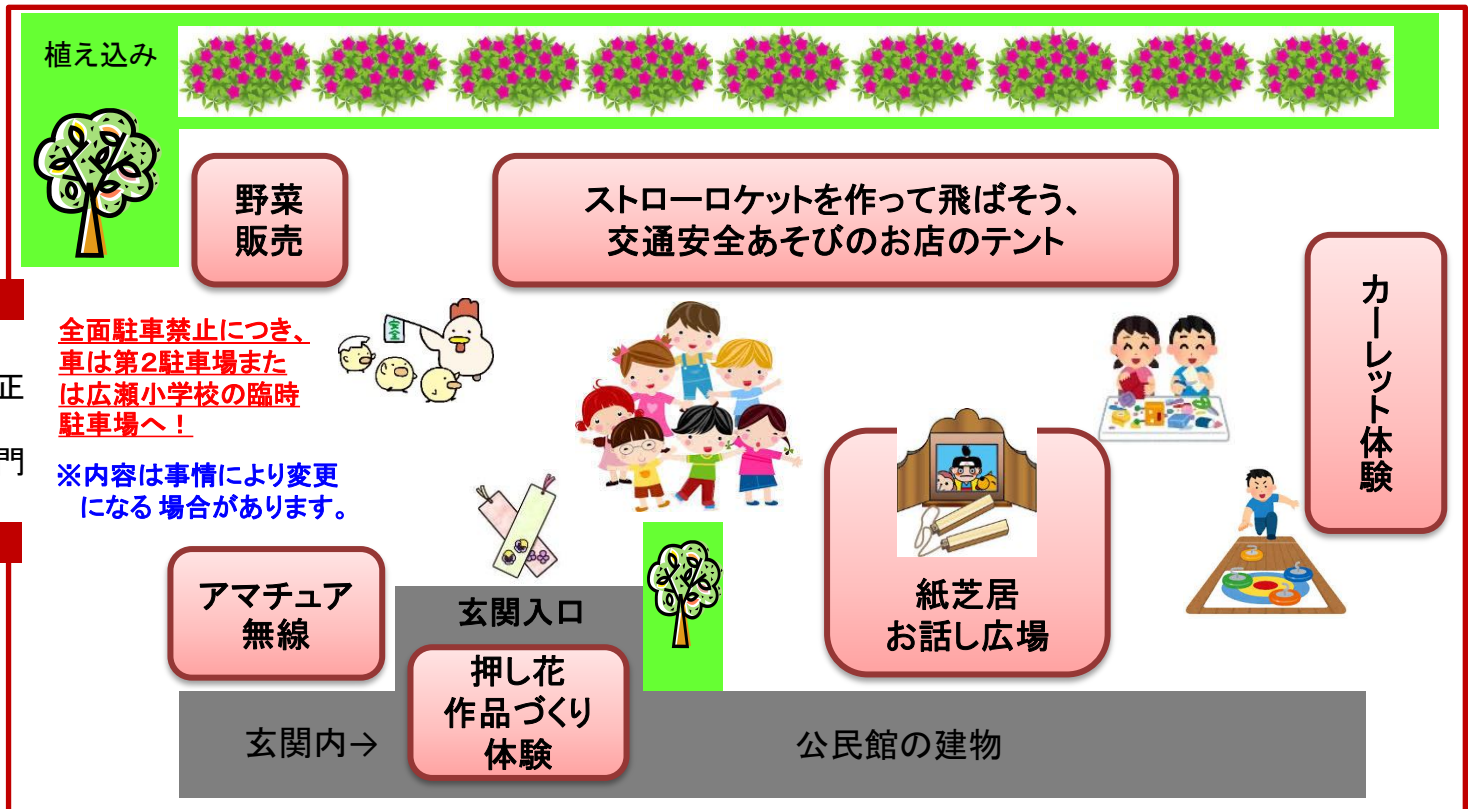 植え込み
野菜
販売
ストローロケットを作って飛ばそう、
交通安全あそびのお店のテント
カーレット体験
安全
全面駐車禁止につき、
車は第2駐車場また
は広瀬小学校の臨時
駐車場へ！
正
門
※内容は事情により変更
になる 場合があります。
アマチュア
無線
玄関入口
押し花
作品づくり
体験
紙芝居
お話し広場
玄関内→
公民館の建物